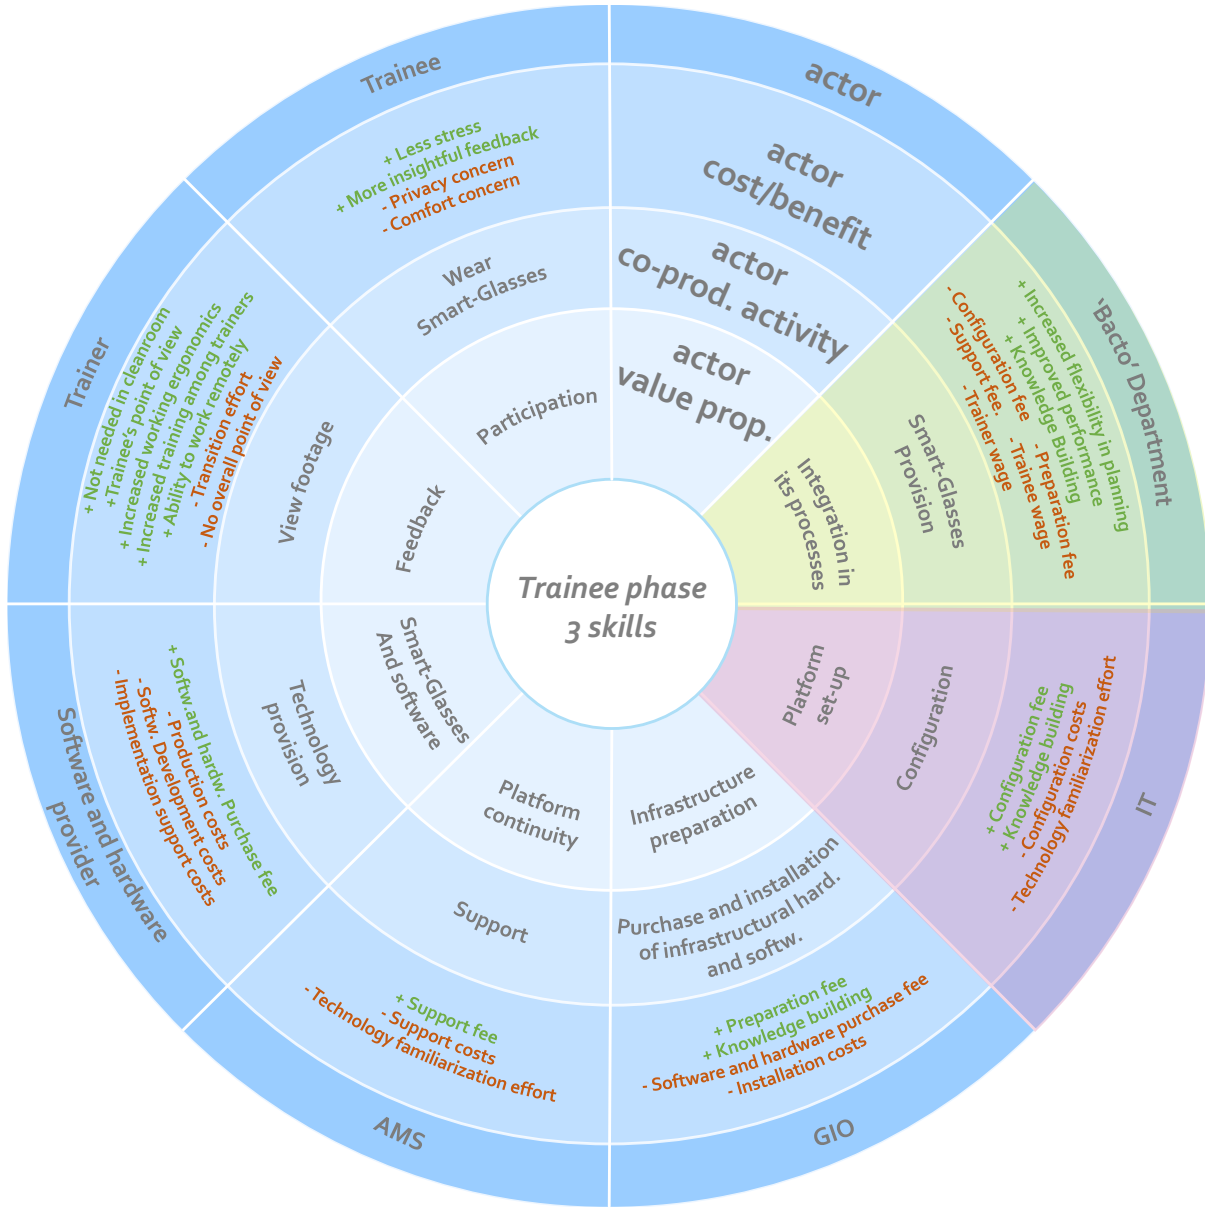 Trainee phase
3 skills
actor
actor
cost/benefit
actor
co-prod. activity
actor
value prop.
'Bacto' Department
+ Increased flexibility in planning
+ Improved performance
+ Knowledge Building
- Configuration fee
- Preparation fee
- Support fee.
- Trainee wage
- Trainer wage
Smart-Glasses
Provision
Integration in
its processes
IT
+ Configuration fee
+ Knowledge building
- Configuration costs
- Technology familiarization effort
Configuration
Platform
set-up
GIO
+ Preparation fee
+ Knowledge building
- Software and hardware purchase fee
- Installation costs
Purchase and installation
of infrastructural hard.
and softw.
Infrastructure
preparation
AMS
+ Support fee
- Support costs
- Technology familiarization effort
Support
Platform
continuity
Software and hardware
provider
+ Softw.and hardw. Purchase fee
- Production costs
- Softw. Development costs
- Implementation support costs
Technology
provision
Smart-Glasses
And software
Trainer
+ Not needed in cleanroom
+ Trainee's point of view
+ Increased working ergonomics
+ Increased training among trainers
+ Ability to work remotely
- Transition effort
- No overall point of view
View footage
Feedback
Trainee
+ Less stress
+ More insightful feedback
- Privacy concern
- Comfort concern
Wear
Smart-Glasses
Participation